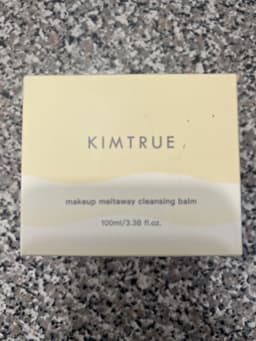 KIMTRUE
makeup meltaway cleansing balm
100ml/3.38 fl.oz.